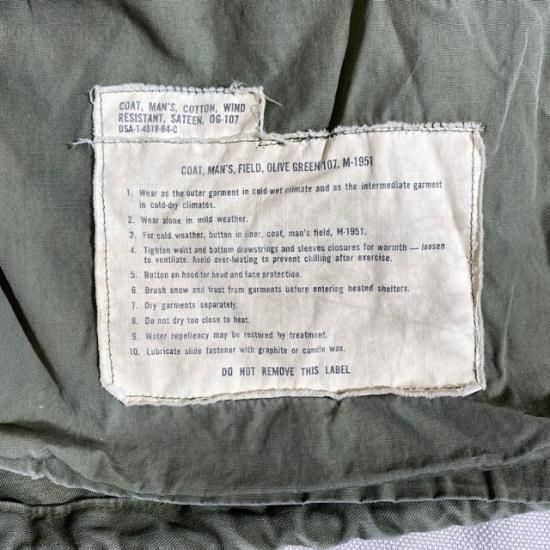 COAT, MAN'S, COTTON, WIND
RESISTANT, SATEEN, OG-107
DSA-1-4518-64-C
COAT, MAN'S, FIELD, OLIVE GREEN 107, M-1951
1. Wear as the outer garment in cold-wet climate and as the intermediate garment
in cold-dry climates.
2. Wear alone in mild weather.
3. For cold weather, button in liner, coat, man's field, M-1951.
4. Tighten waist and bottom drawstrings and sleeves closures for warmth — loosen
to ventilate. Avoid over-heating to prevent chilling after exercise.
5. Button on hood for head and face protection.
6. Brush snow and frost from garments before entering heated shelters.
7. Dry garments separately.
8. Do not dry too close to heat.
9. Water repellency may be restored by treatment.
10. Lubricate slide fastener with graphite or candle wax.
DO NOT REMOVE THIS LABEL